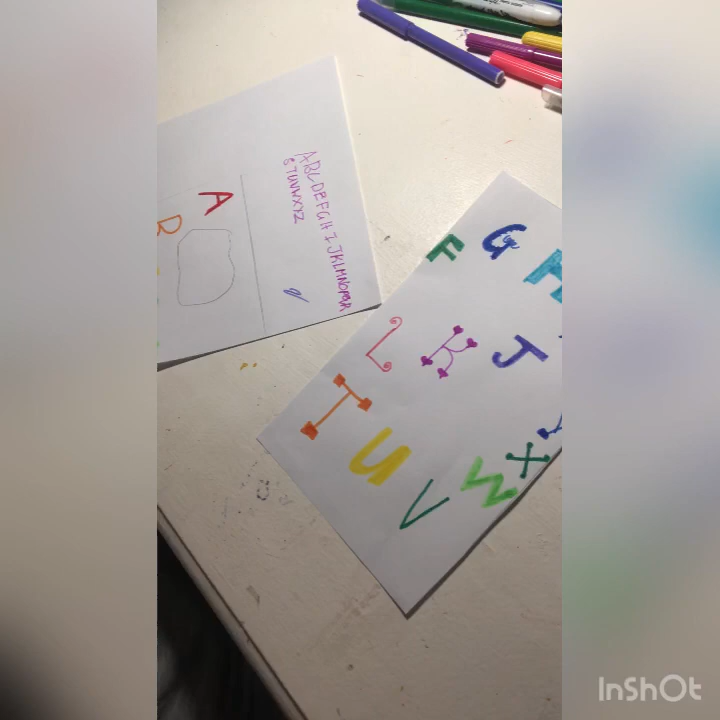 ABCDEFGHIJKLMNOPQR
STUVWXYZ
A
B
F G H
L K J
T U V W X Y
InShOt